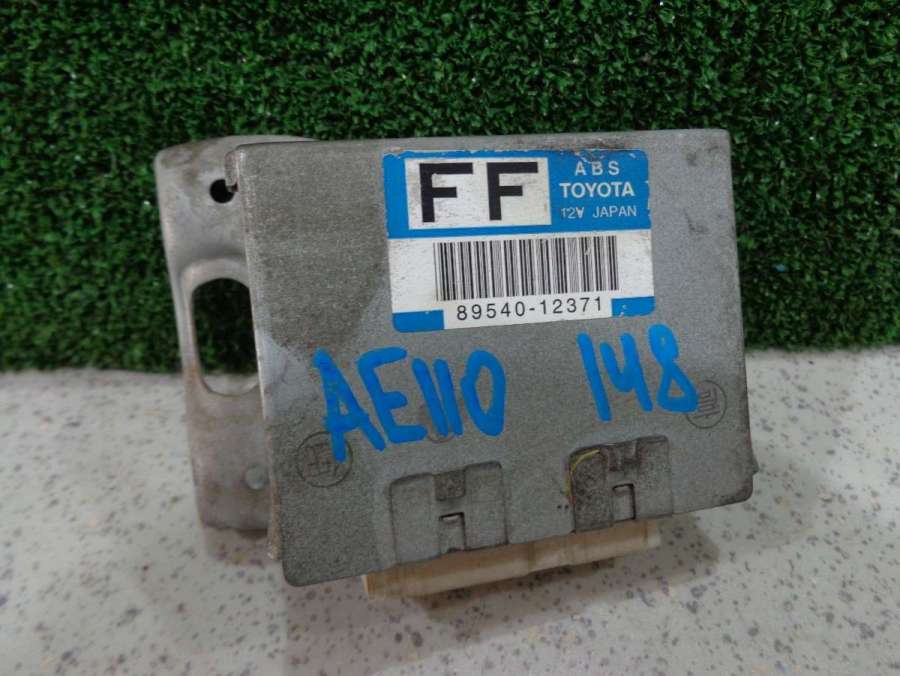 FF
ABS
TOYOTA
12V JAPAN
89540-12371
AE110 148